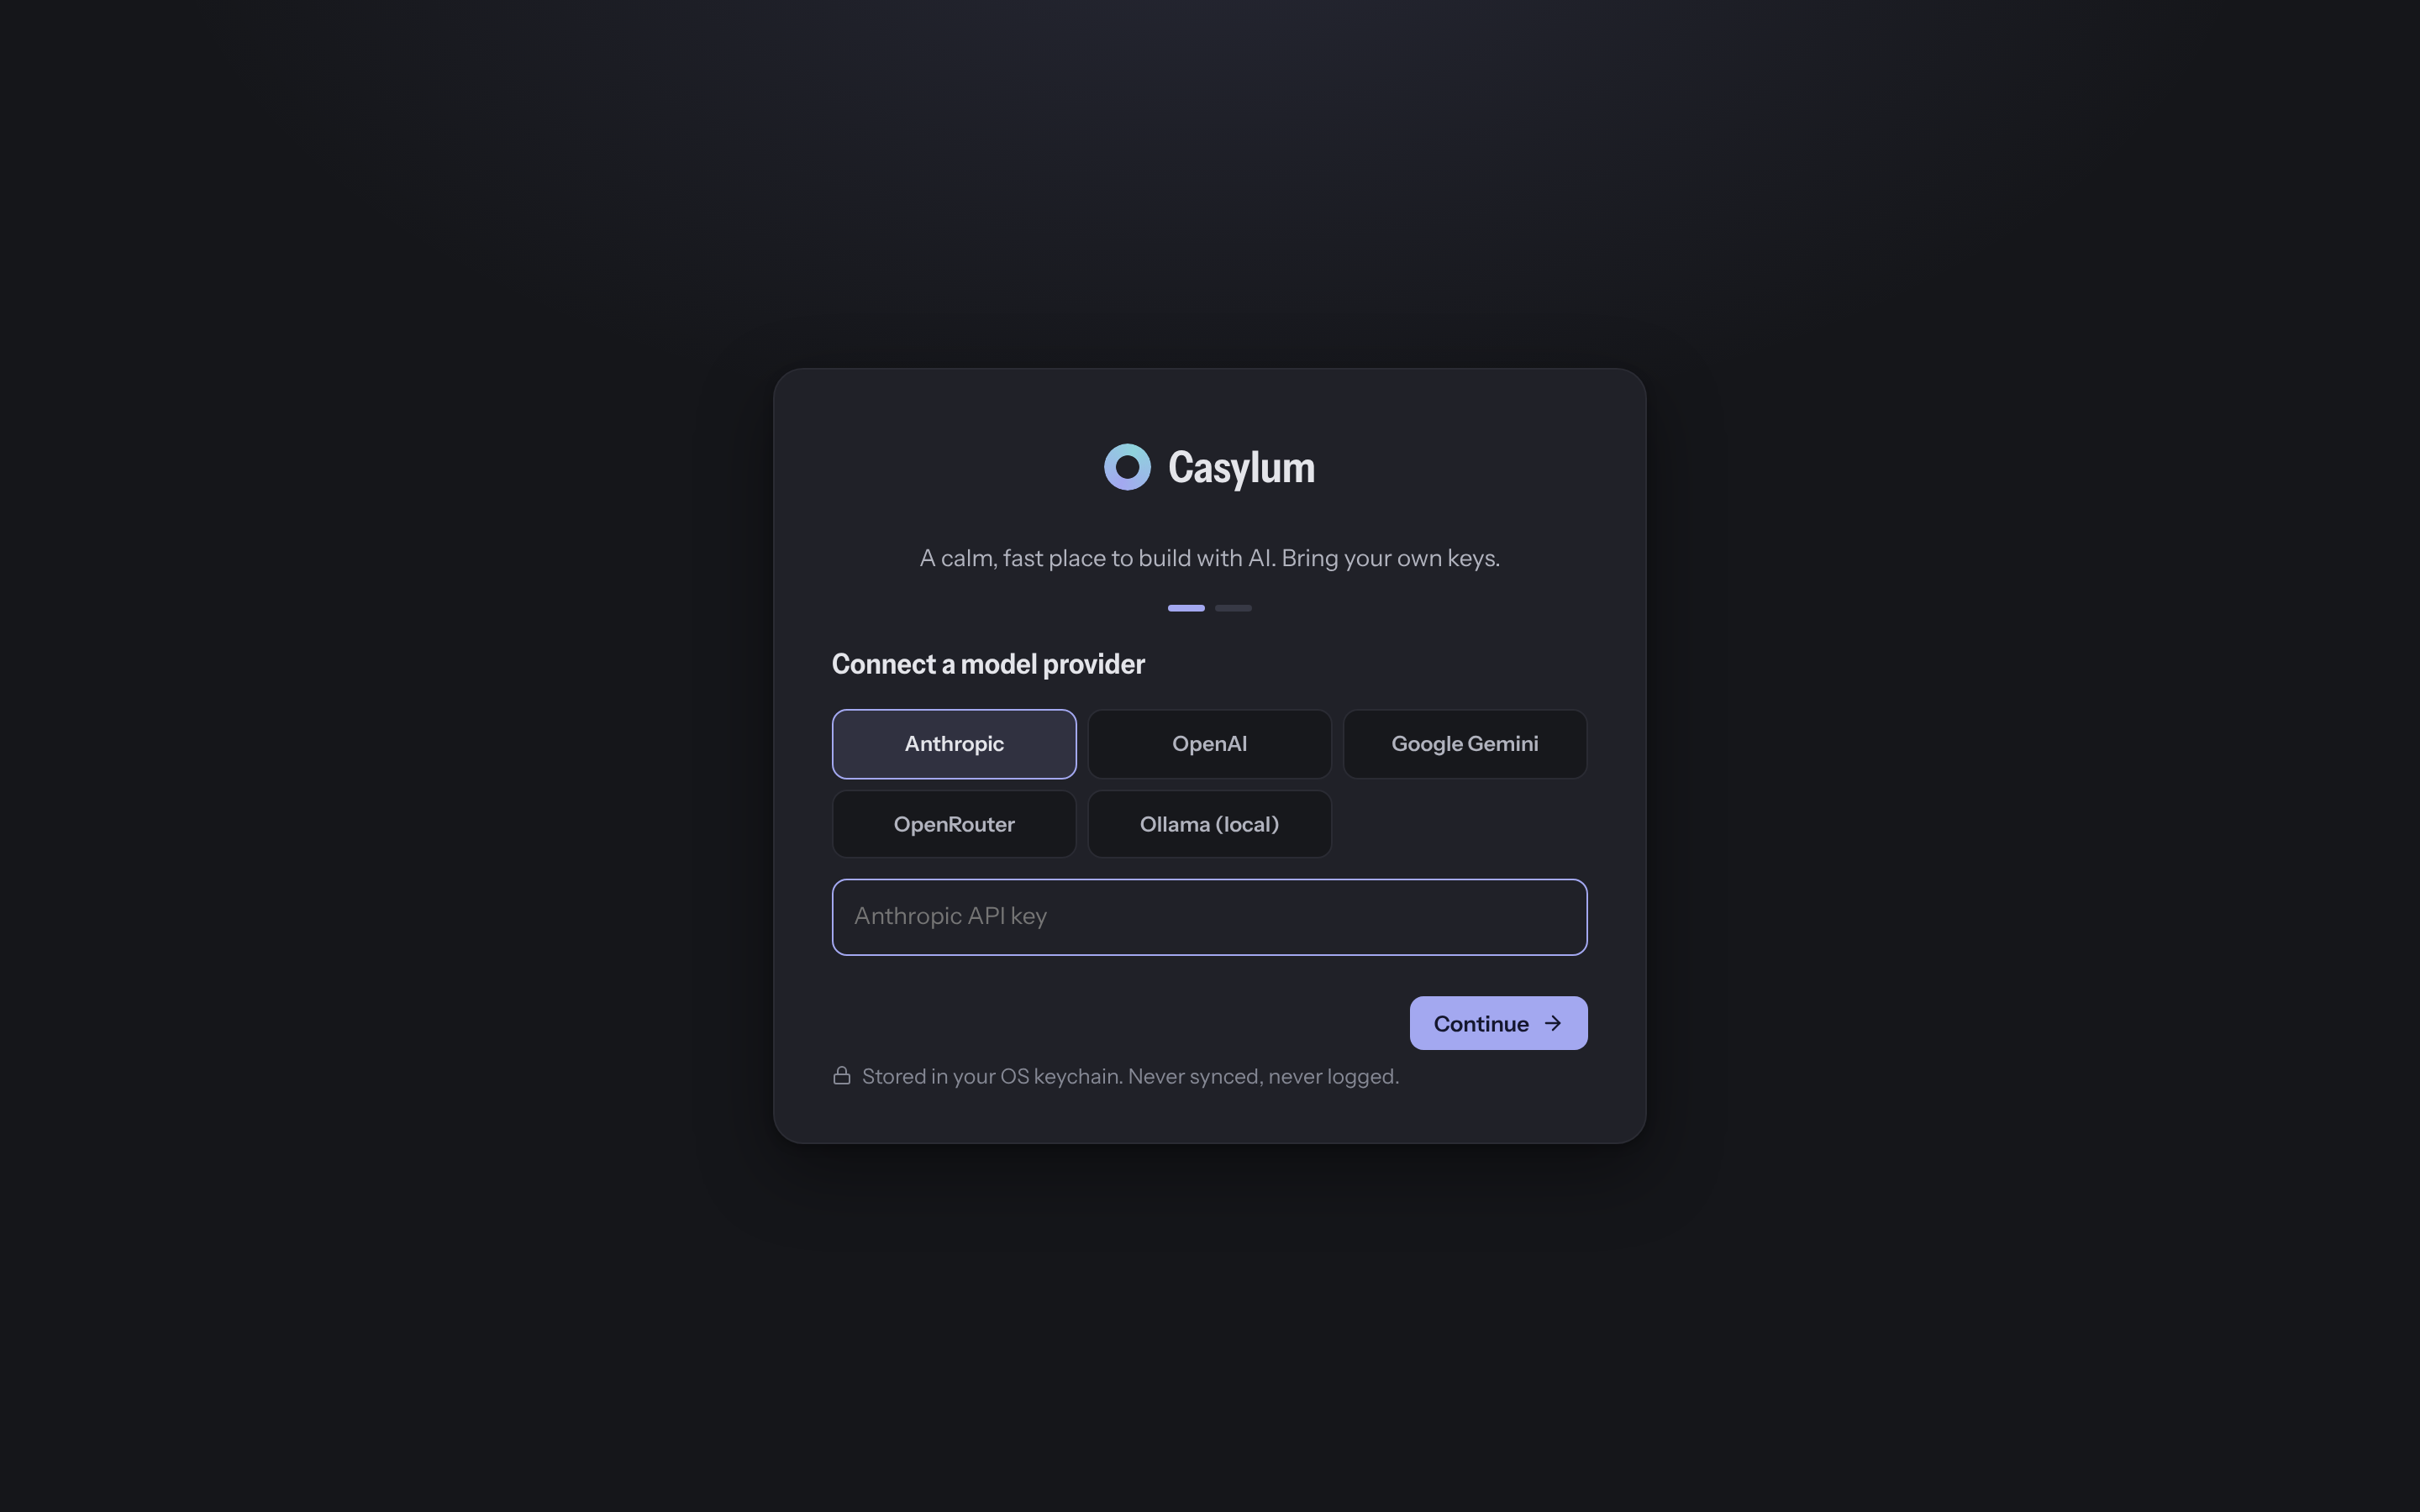 Casylum
A calm, fast place to build with AI. Bring your own keys.
Connect a model provider
Anthropic
OpenAI
Google Gemini
OpenRouter
Ollama (local)
Anthropic API key
Continue →
Stored in your OS keychain. Never synced, never logged.